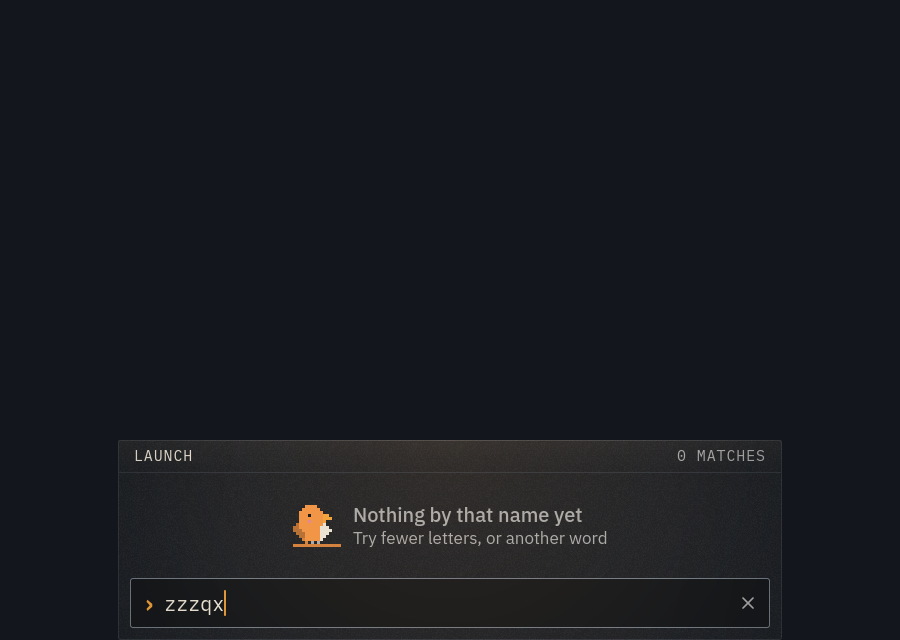 LAUNCH 0 MATCHES
Nothing by that name yet
Try fewer letters, or another word
› zzzqx ×